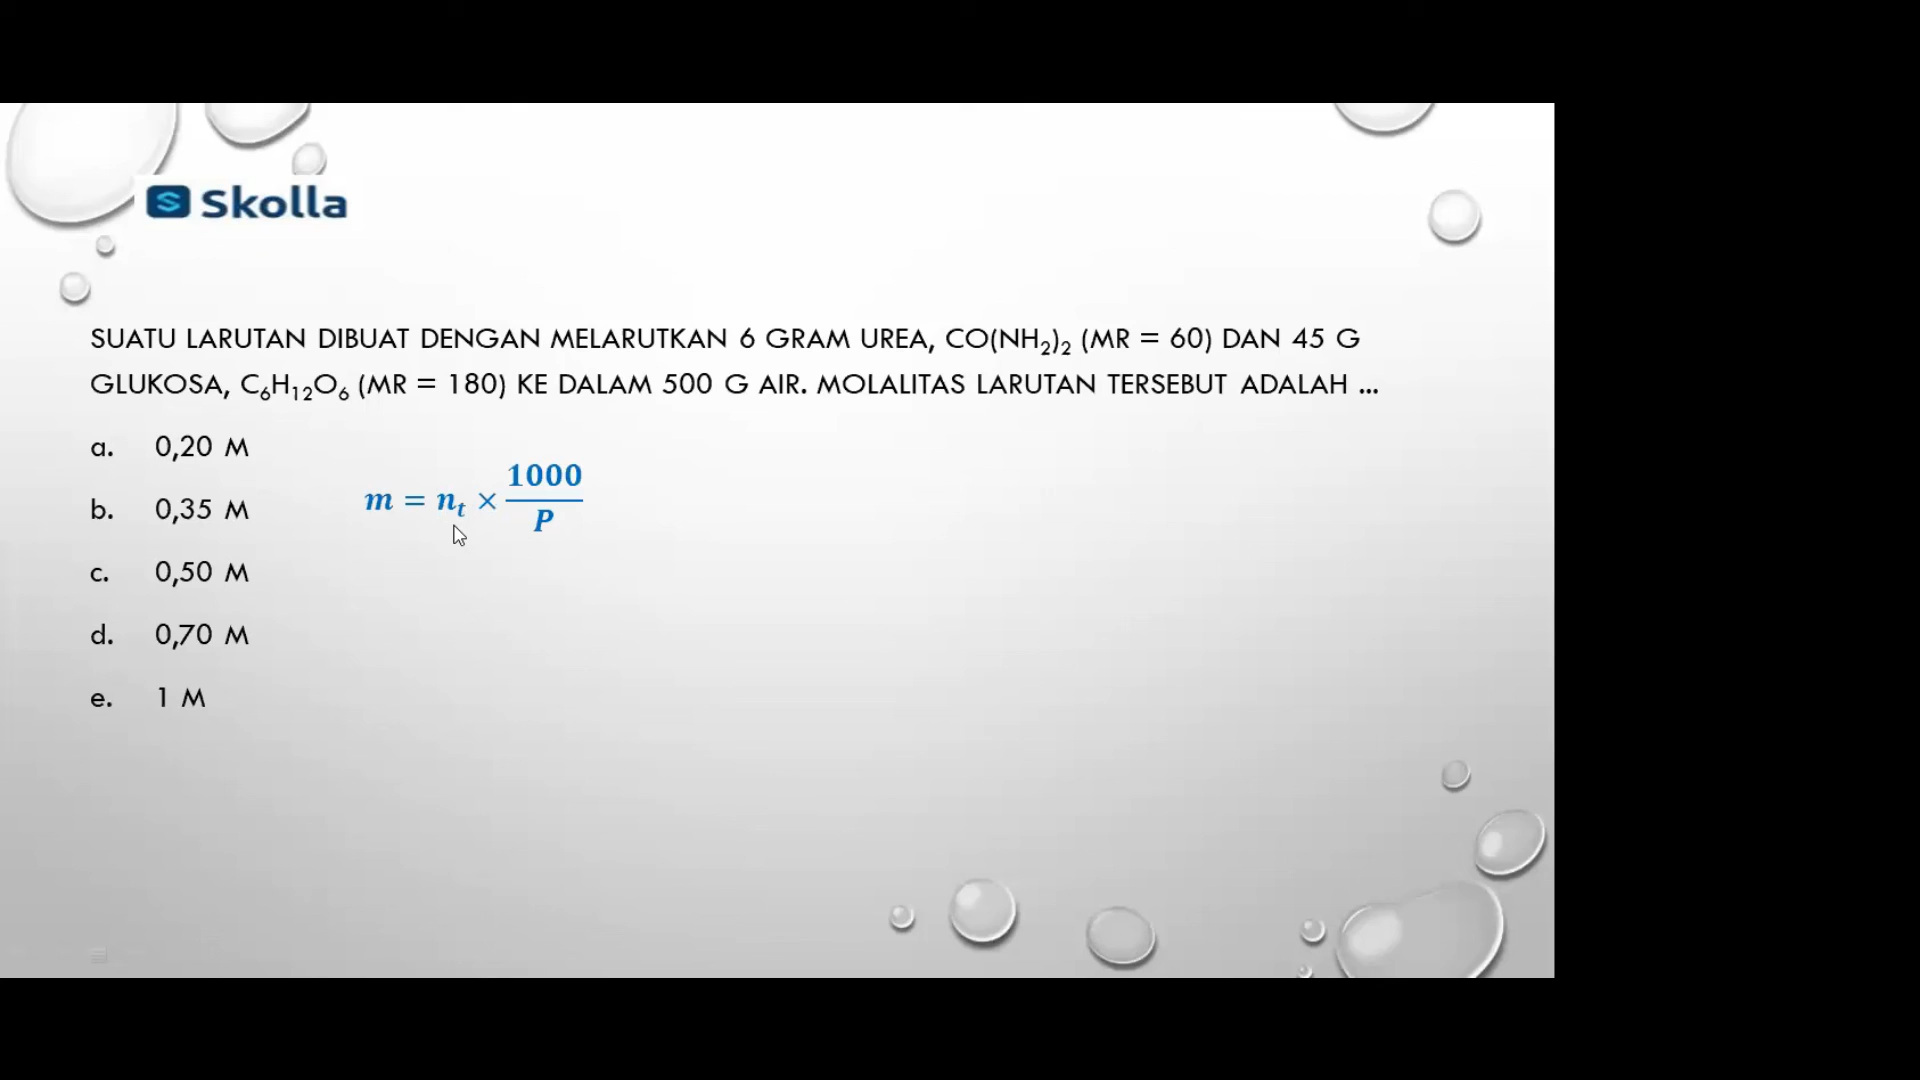 Skolla
SUATU LARUTAN DIBUAT DENGAN MELARUTKAN 6 GRAM UREA, CO(NH₂)₂ (MR = 60) DAN 45 G
GLUKOSA, C₆H₁₂O₆ (MR = 180) KE DALAM 500 G AIR. MOLALITAS LARUTAN TERSEBUT ADALAH ...
a. 0,20 M
b. 0,35 M
c. 0,50 M
d. 0,70 M
e. 1 M
m = nₜ × 1000/P